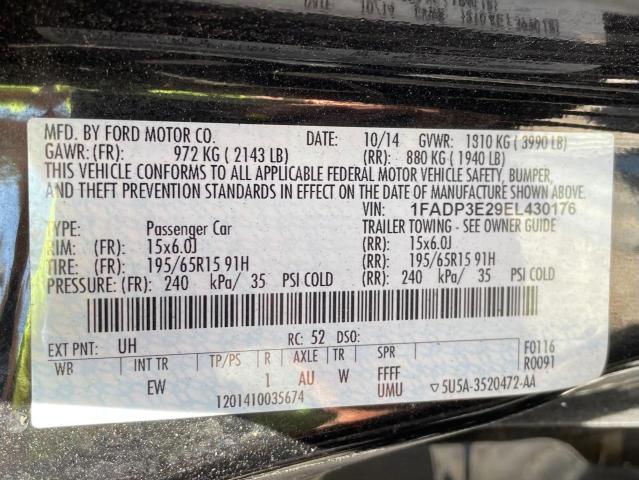 MFD. BY FORD MOTOR CO. DATE: 10/14 GVWR: 1810 KG ( 3990 LB)
GAWR: (FR): 972 KG ( 2143 LB) (RR): 880 KG ( 1940 LB)
THIS VEHICLE CONFORMS TO ALL APPLICABLE FEDERAL MOTOR VEHICLE SAFETY, BUMPER,
AND THEFT PREVENTION STANDARDS IN EFFECT ON THE DATE OF MANUFACTURE SHOWN ABOVE.
VIN: 1FADP3E29EL430176
TYPE: Passenger Car TRAILER TOWING - SEE OWNER GUIDE
RIM: (FR): 15x6.0J (RR): 15x6.0J
TIRE: (FR): 195/65R15 91H (RR): 195/65R15 91H
PRESSURE: (FR): 240 kPa/ 35 PSI COLD (RR): 240 kPa/ 35 PSI COLD
EXT PNT: UH RC: 52 DSO: F0116
WB INT TR TP/PS R AXLE TR SPR R0091
EW 1 AU W FFFF
UMU ▽5U5A-3520472-AA
1201410035674